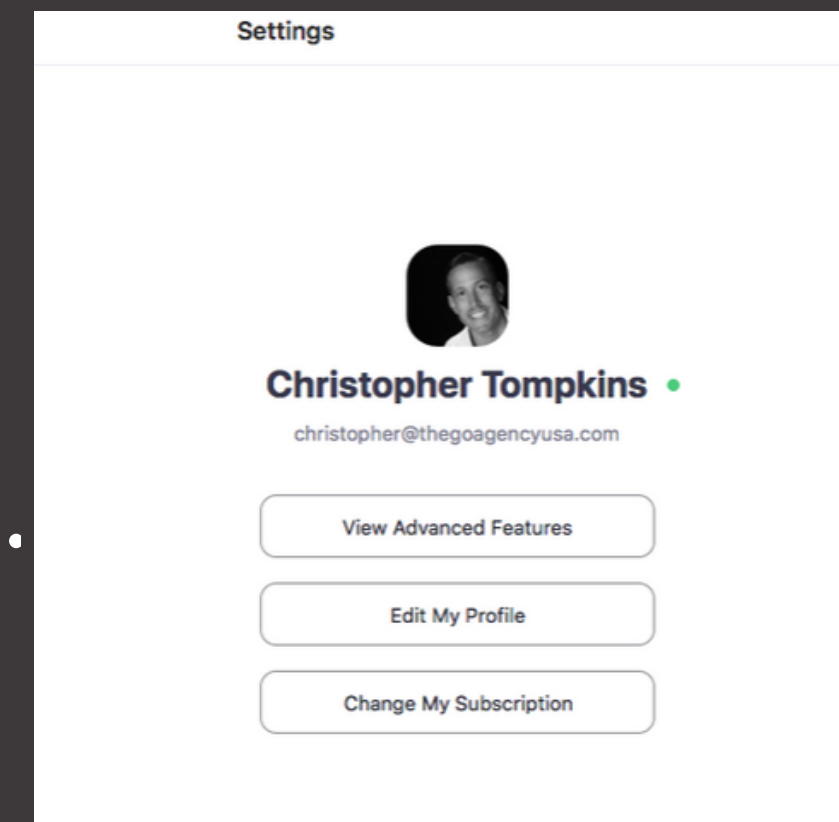 Settings
Christopher Tompkins
christopher@thegoagencyusa.com
View Advanced Features
Edit My Profile
Change My Subscription